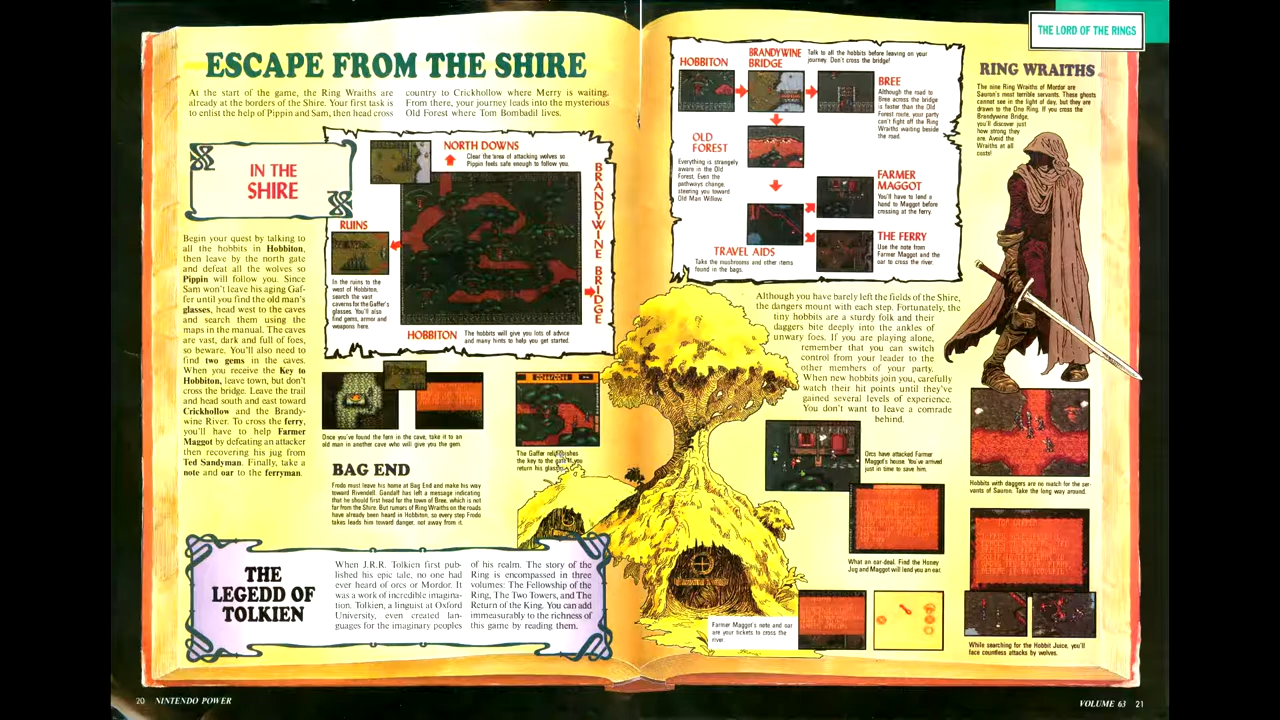 THE LORD OF THE RINGS
ESCAPE FROM THE SHIRE
At the start of the game, the Ring Wraiths are
already at the borders of the Shire. Your first task is
to enlist the help of Pippin and Sam, then head cross
country to Crickhollow where Merry is waiting.
From there, your journey leads into the mysterious
Old Forest where Tom Bombadil lives.
IN THE
SHIRE
NORTH DOWNS
Clear the area of attacking wolves so
Pippin feels safe enough to follow you.
BRANDYWINE BRIDGE
RUINS
In the ruins to the
west of Hobbiton,
search the vast
caverns for the Gaffer's
glasses. You'll also
find gems, armor and
weapons here.
HOBBITON
The hobbits will give you lots of advice
and many hints to help you get started.
Begin your quest by talking to
all the hobbits in Hobbiton,
then leave by the north gate
and defeat all the wolves so
Pippin will follow you. Since
Sam won't leave his aging Gaf-
fer until you find the old man's
glasses, head west to the caves
and search them using the
maps in the manual. The caves
are vast, dark and full of foes,
so beware. You'll also need to
find two gems in the caves.
When you receive the Key to
Hobbiton, leave town, but don't
cross the bridge. Leave the trail
and head south and east toward
Crickhollow and the Brandy-
wine River. To cross the ferry,
you'll have to help Farmer
Maggot by defeating an attacker
then recovering his jug from
Ted Sandyman. Finally, take a
note and oar to the ferryman.
Once you've found the fern in the cave, take it to an
old man in another cave who will give you the gem.
The Gaffer relinquishes
the key to the gate if you
return his glasses.
BAG END
Frodo must leave his home at Bag End and make his way
toward Rivendell. Gandalf has left a message indicating
that he should first head for the town of Bree, which is not
far from the Shire. But rumors of Ring Wraiths on the roads
have already been heard in Hobbiton, so every step Frodo
takes leads him toward danger, not away from it.
THE
LEGEDD OF
TOLKIEN
When J.R.R. Tolkien first pub-
lished his epic tale, no one had
ever heard of orcs or Mordor. It
was a work of incredible imagina-
tion. Tolkien, a linguist at Oxford
University, even created lan-
guages for the imaginary peoples
of his realm. The story of the
Ring is encompassed in three
volumes: The Fellowship of the
Ring, The Two Towers, and The
Return of the King. You can add
immeasurably to the richness of
this game by reading them.
20 NINTENDO POWER
HOBBITON
BRANDYWINE
BRIDGE
Talk to all the hobbits before leaving on your
journey. Don't cross the bridge!
BREE
Although the road to
Bree across the bridge
is faster than the Old
Forest route, your party
can't fight off the Ring
Wraiths waiting beside
the road.
OLD
FOREST
Everything is strangely
aware in the Old
Forest. Even the
pathways change,
steering you toward
Old Man Willow.
FARMER
MAGGOT
You'll have to lend a
hand to Maggot before
crossing at the ferry.
THE FERRY
Use the note from
Farmer Maggot and the
oar to cross the river.
TRAVEL AIDS
Take the mushrooms and other items
found in the bags.
RING WRAITHS
The nine Ring Wraiths of Mordor are
Sauron's most terrible servants. These ghosts
cannot see in the light of day, but they are
drawn to the One Ring. If you cross the
Brandywine Bridge,
you'll discover just
how strong they
are. Avoid the
Wraiths at all
costs!
Although you have barely left the fields of the Shire,
the dangers mount with each step. Fortunately, the
tiny hobbits are a sturdy folk and their
daggers bite deeply into the ankles of
unwary foes. If you are playing alone,
remember that you can switch
control from your leader to the
other members of your party.
When new hobbits join you, carefully
watch their hit points until they've
gained several levels of experience.
You don't want to leave a comrade
behind.
Orcs have attacked Farmer
Maggot's house. You've arrived
just in time to save him.
Hobbits with daggers are no match for the ser-
vants of Sauron. Take the long way around.
What an oar-deal. Find the Honey
Jug and Maggot will lend you an oar.
Farmer Maggot's note and oar
are your tickets to cross the
river.
While searching for the Hobbit Juice, you'll
face countless attacks by wolves.
VOLUME 63 21